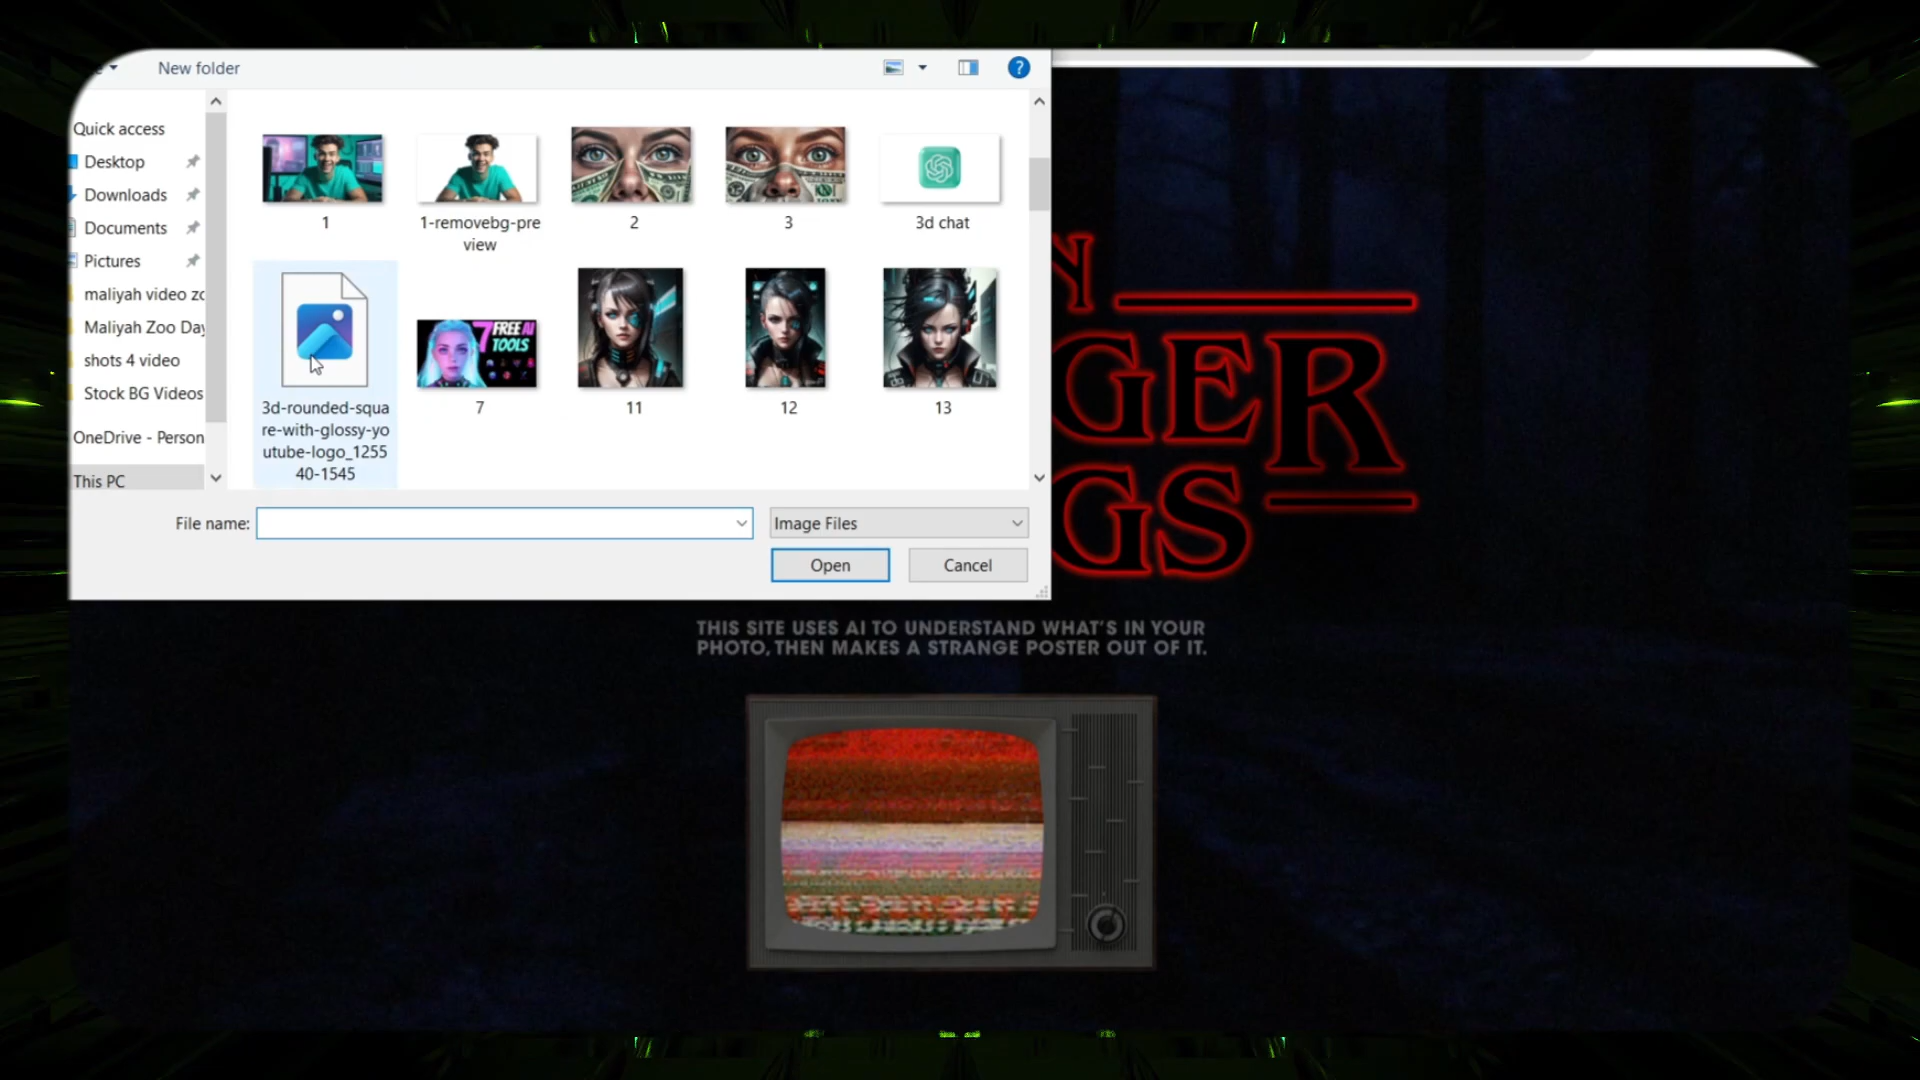 New folder
?
Quick access
Desktop
Downloads
Documents
Pictures
maliyah video zo
Maliyah Zoo Day
shots 4 video
Stock BG Videos
OneDrive - Person
This PC
1
1-removebg-pre
view
2
3
3d chat
3d-rounded-squa
re-with-glossy-yo
utube-logo_1255
40-1545
7 FREE AI
TOOLS
7
11
12
13
File name:
Image Files
Open
Cancel
N
GER
GS
THIS SITE USES AI TO UNDERSTAND WHAT'S IN YOUR
PHOTO, THEN MAKES A STRANGE POSTER OUT OF IT.